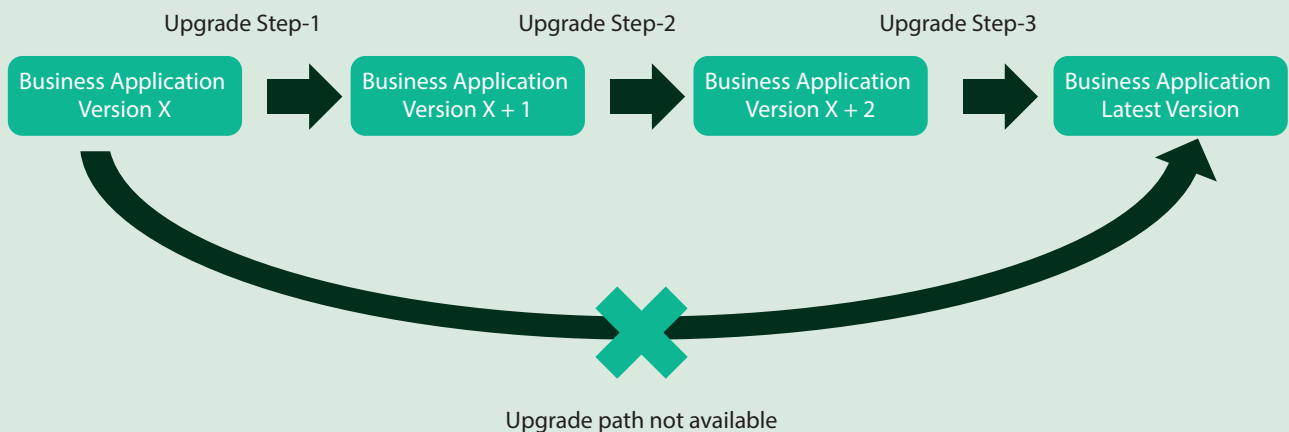 Upgrade Step-1
Upgrade Step-2
Upgrade Step-3
Business Application
Version X
Business Application
Version X + 1
Business Application
Version X + 2
Business Application
Latest Version
Upgrade path not available